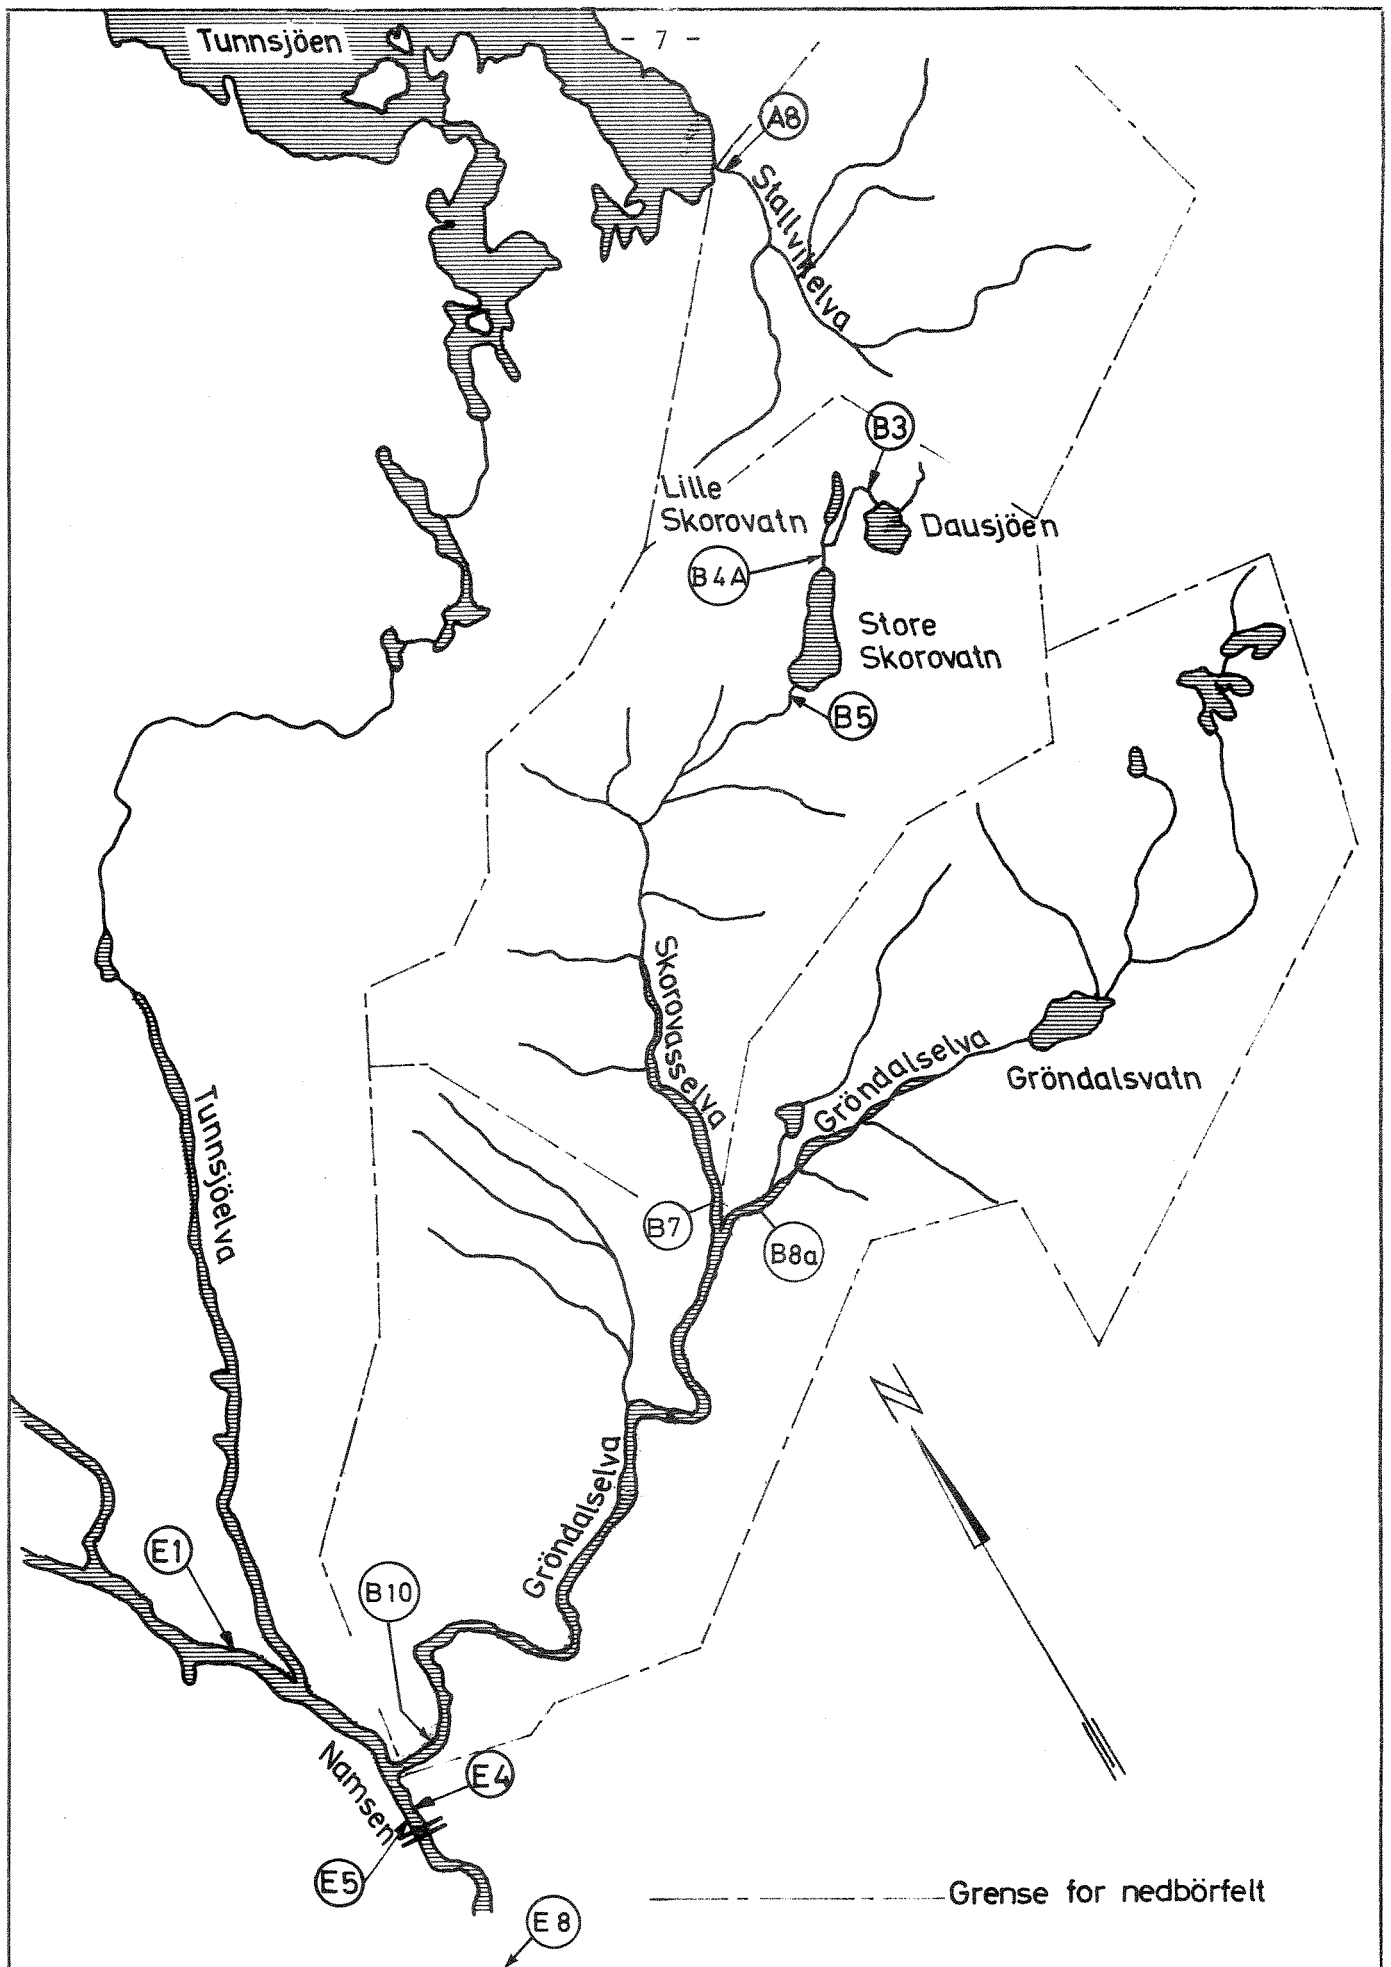 Tunnsjöen
- 7 -
A8
Stallvikelva
B3
Lille
Skorovatn
Dausjöen
B4A
Store
Skorovatn
B5
Skorovasselva
Gröndalselva
Gröndalsvatn
Tunnsjöelva
B7
B8a
N
Gröndalselva
E1
B10
Namsen
E4
E5
Grense for nedbörfelt
E8